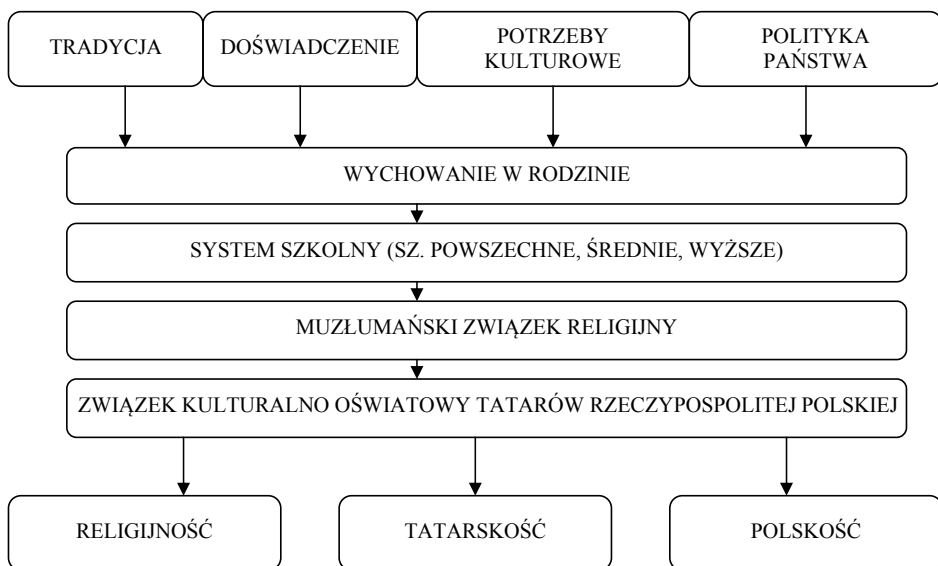 TRADYCJA
DOŚWIADCZENIE
POTRZEBY
KULTUROWE
POLITYKA
PAŃSTWA
WYCHOWANIE W RODZINIE
SYSTEM SZKOLNY (SZ. POWSZECHNE, ŚREDNIE, WYŻSZE)
MUZŁUMAŃSKI ZWIĄZEK RELIGIJNY
ZWIĄZEK KULTURALNO OŚWIATOWY TATARÓW RZECZYPOSPOLITEJ POLSKIEJ
RELIGIJNOŚĆ
TATARSKOŚĆ
POLSKOŚĆ